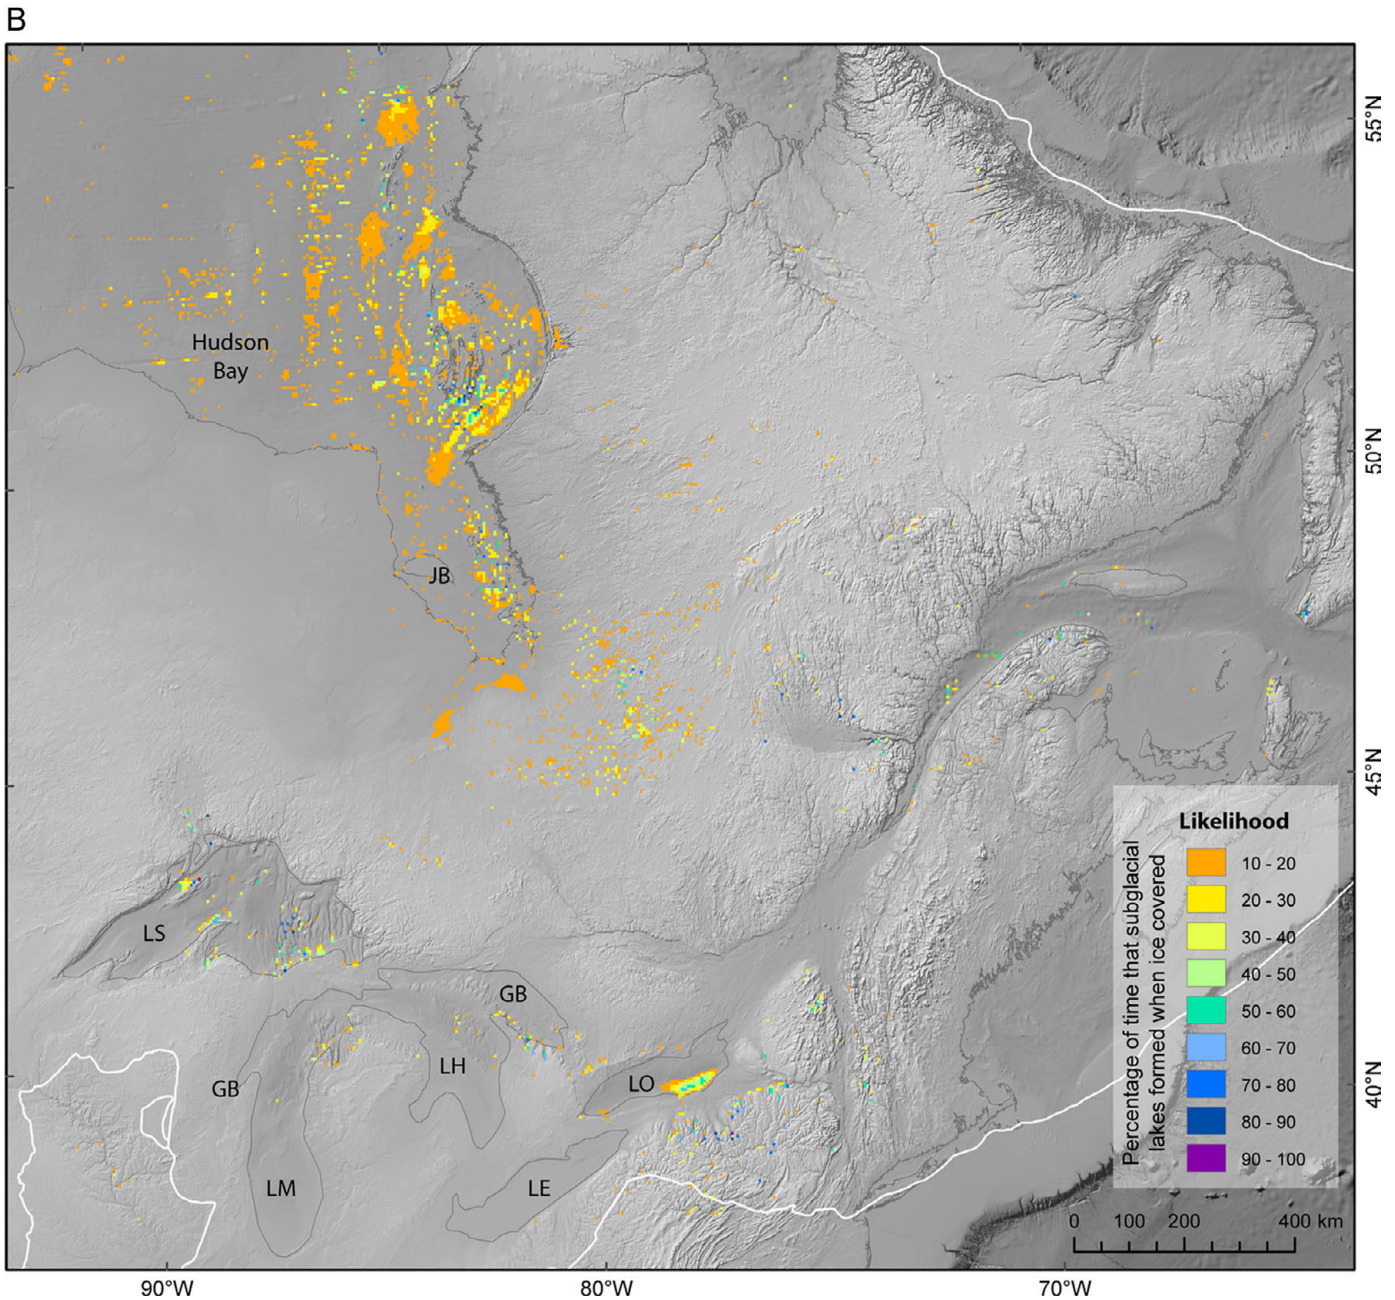 B
55°N
Hudson
Bay
50°N
JB
45°N
Likelihood
Percentage of time that subglacial
lakes formed when ice covered
10 - 20
20 - 30
30 - 40
40 - 50
50 - 60
60 - 70
70 - 80
80 - 90
90 - 100
LS
GB
LH
LO
GB
40°N
LM
LE
0 100 200 400 km
90°W 80°W 70°W